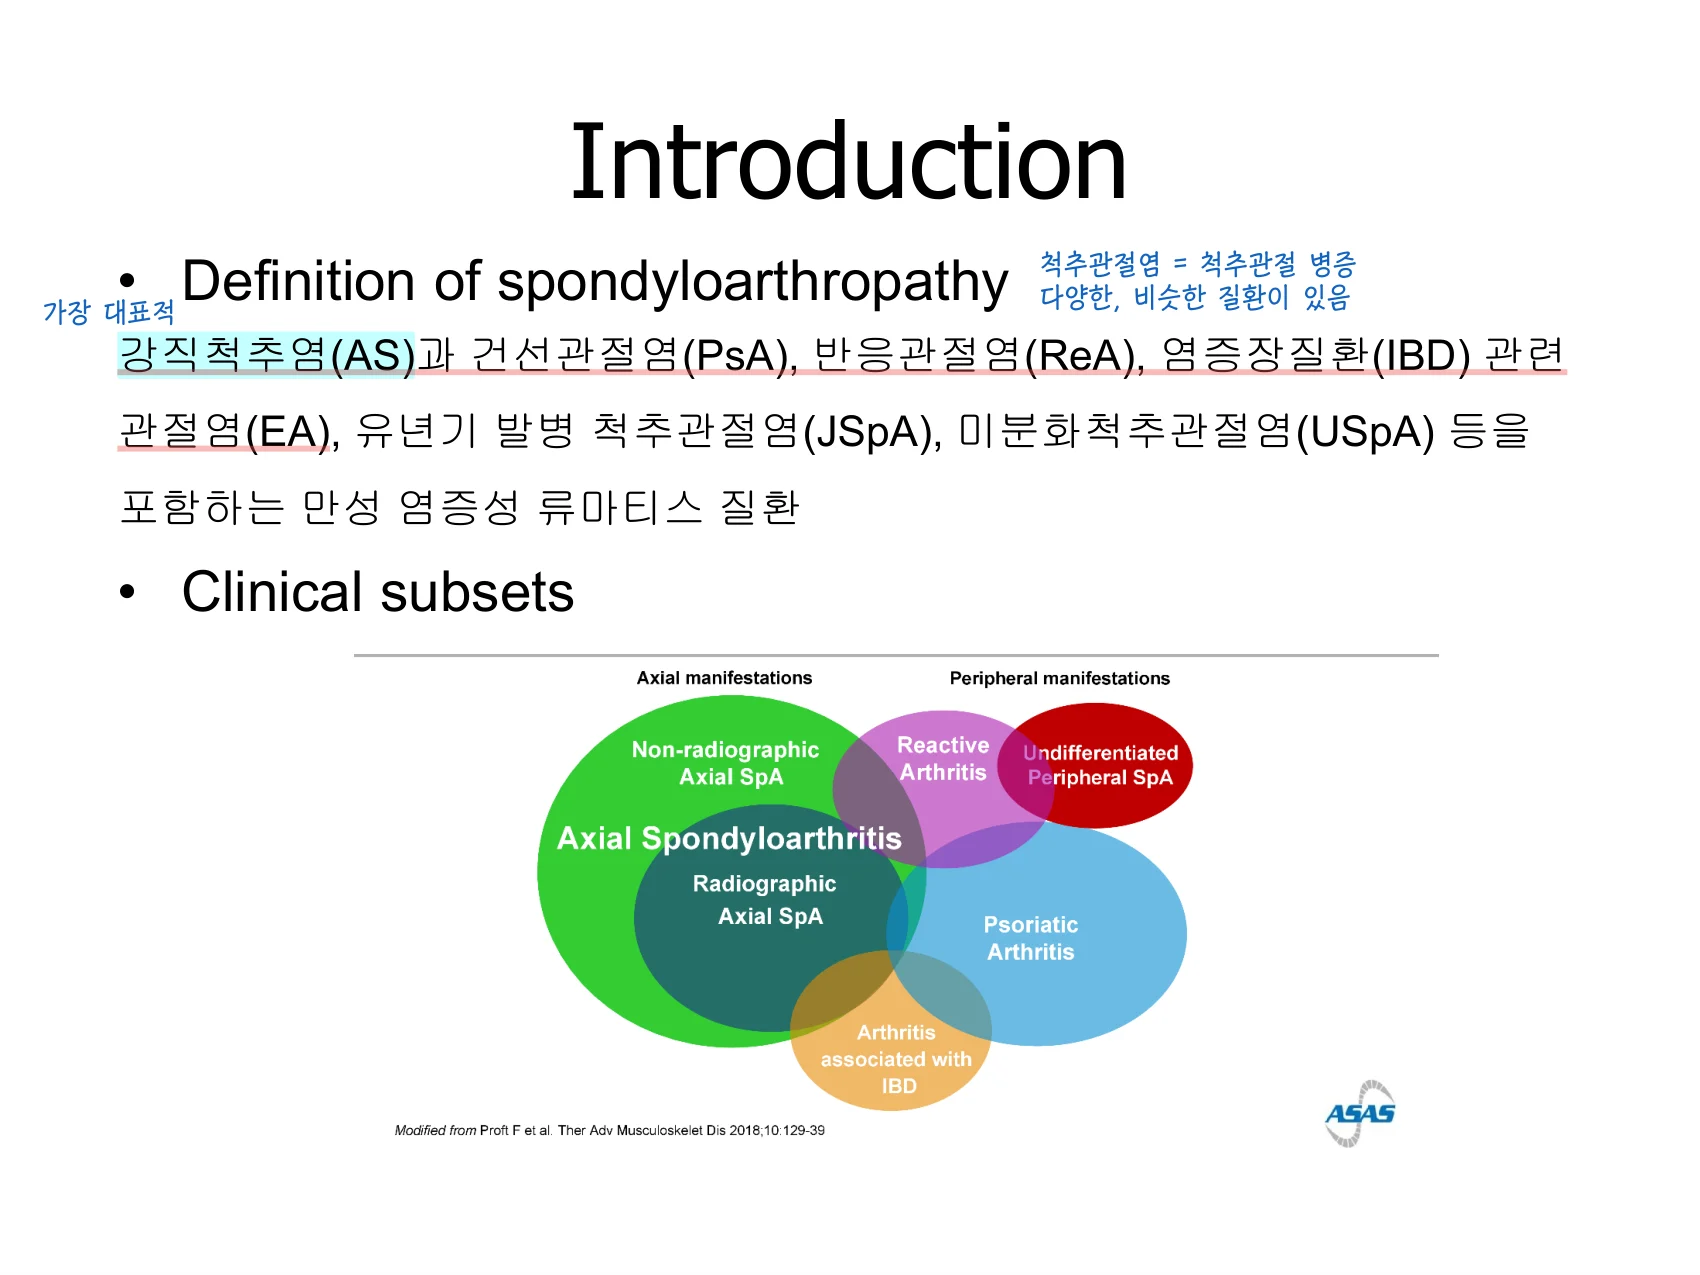 Introduction
• Definition of spondyloarthropathy
척추관절염 = 척추관절 병증
다양한, 비슷한 질환이 있음
가장 대표적
강직척추염(AS)과 건선관절염(PsA), 반응관절염(ReA), 염증장질환(IBD) 관련
관절염(EA), 유년기 발병 척추관절염(JSpA), 미분화척추관절염(USpA) 등을
포함하는 만성 염증성 류마티스 질환
• Clinical subsets
Axial manifestations
Peripheral manifestations
Non-radiographic
Axial SpA
Axial Spondyloarthritis
Radiographic
Axial SpA
Reactive
Arthritis
Undifferentiated
Peripheral SpA
Psoriatic
Arthritis
Arthritis
associated with
IBD
Modified from Proft F et al. Ther Adv Musculoskelet Dis 2018;10:129-39
ASAS